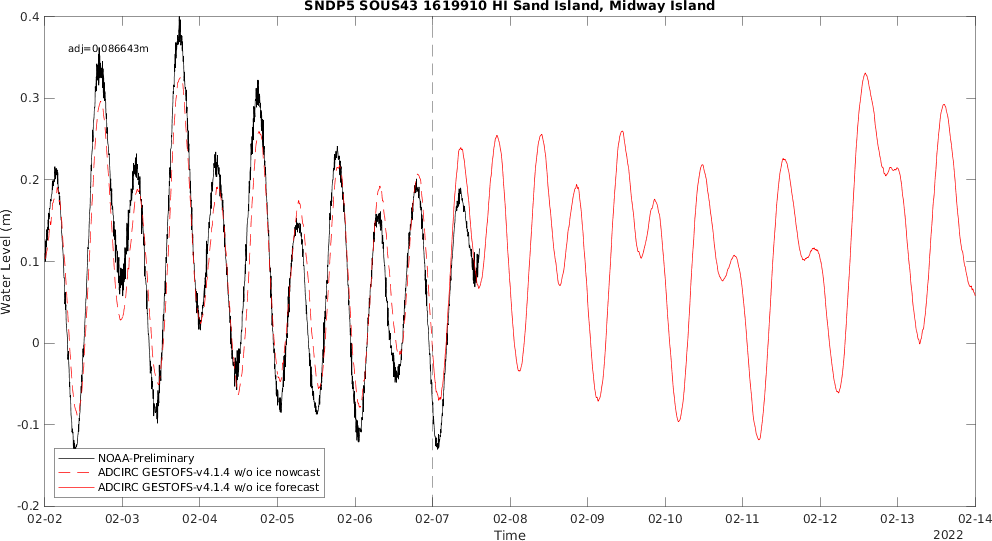 SNDP5 SOUS43 1619910 HI Sand Island, Midway Island
adj=0.086643m
0.4
0.3
0.2
0.1
0
-0.1
-0.2
Water Level (m)
NOAA-Preliminary
ADCIRC GESTOFS-v4.1.4 w/o ice nowcast
ADCIRC GESTOFS-v4.1.4 w/o ice forecast
02-02 02-03 02-04 02-05 02-06 02-07 02-08 02-09 02-10 02-11 02-12 02-13 02-14
Time
2022